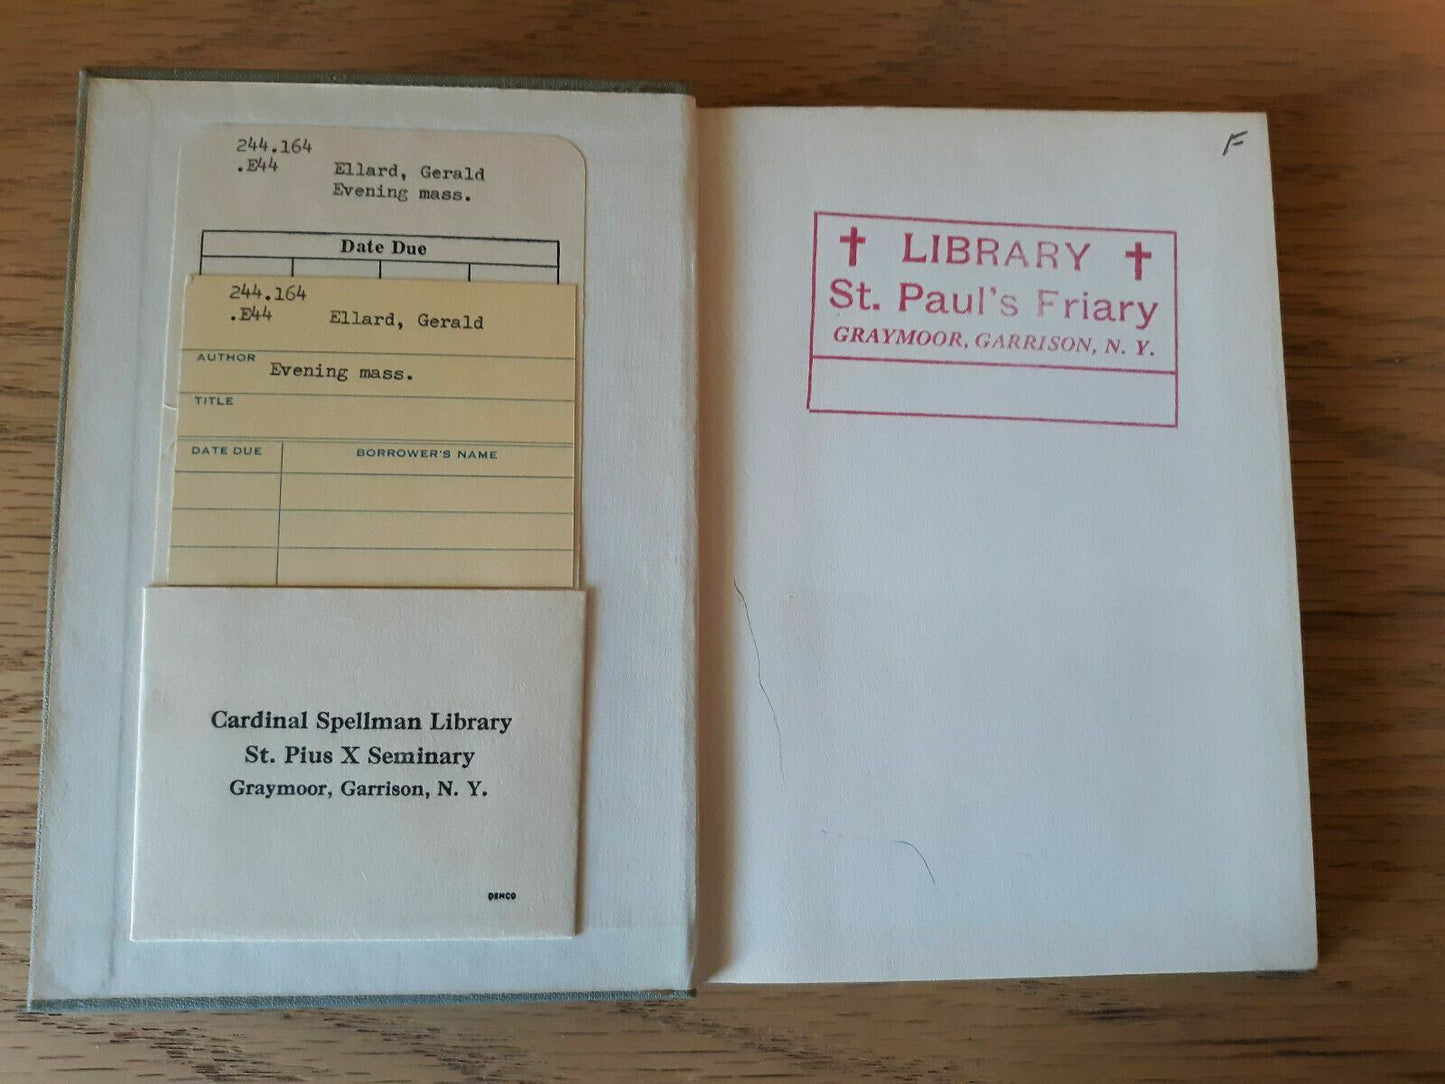 244.164
.E44 Ellard, Gerald
Evening mass.
Date Due
244.164
.E44 Ellard, Gerald
AUTHOR
Evening mass.
TITLE
DATE DUE BORROWER'S NAME
Cardinal Spellman Library
St. Pius X Seminary
Graymoor, Garrison, N. Y.
DEMCO
F
✝ LIBRARY ✝
St. Paul's Friary
GRAYMOOR, GARRISON, N. Y.